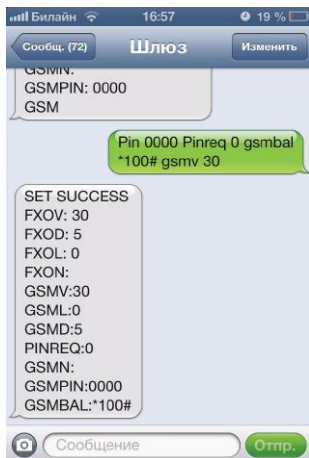 Билайн 16:57 19 %
Сообщ. (72) Шлюз Изменить
GSMN:
GSMPIN: 0000
GSM
Pin 0000 Pinreq 0 gsmbal
*100# gsmv 30
SET SUCCESS
FXOV: 30
FXOD: 5
FXOL: 0
FXON:
GSMV:30
GSML:0
GSMD:5
PINREQ:0
GSMN:
GSMPIN:0000
GSMBAL:*100#
Сообщение Отпр.